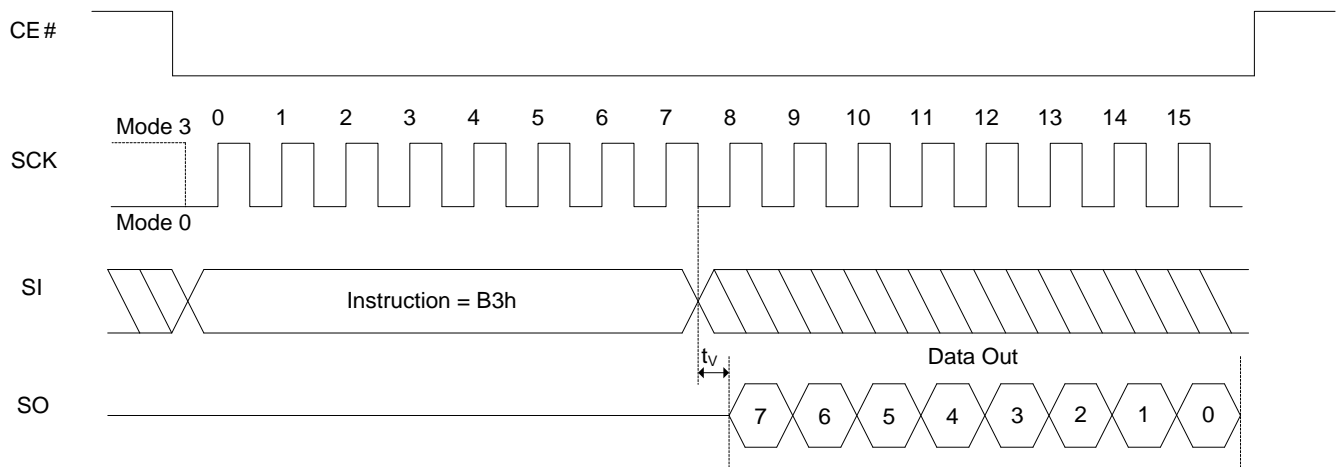 CE #
Mode 3
0 1 2 3 4 5 6 7 8 9 10 11 12 13 14 15
SCK
Mode 0
SI
Instruction = B3h
tV
Data Out
SO
7 6 5 4 3 2 1 0